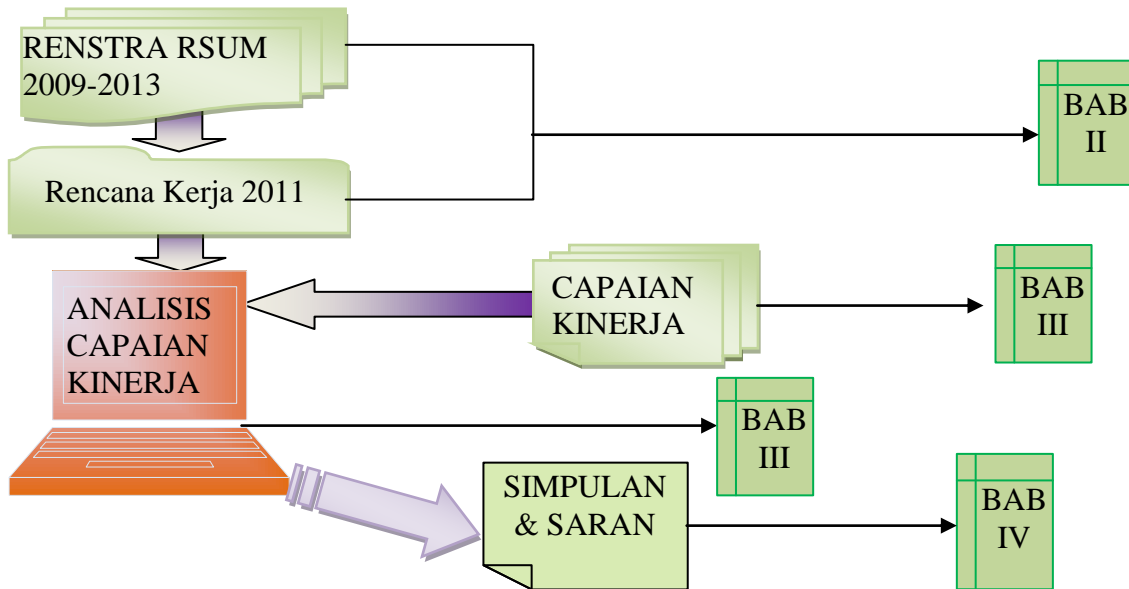 RENSTRA RSUM
2009-2013
BAB
II
Rencana Kerja 2011
ANALISIS
CAPAIAN
KINERJA
CAPAIAN
KINERJA
BAB
III
BAB
III
SIMPULAN
& SARAN
BAB
IV